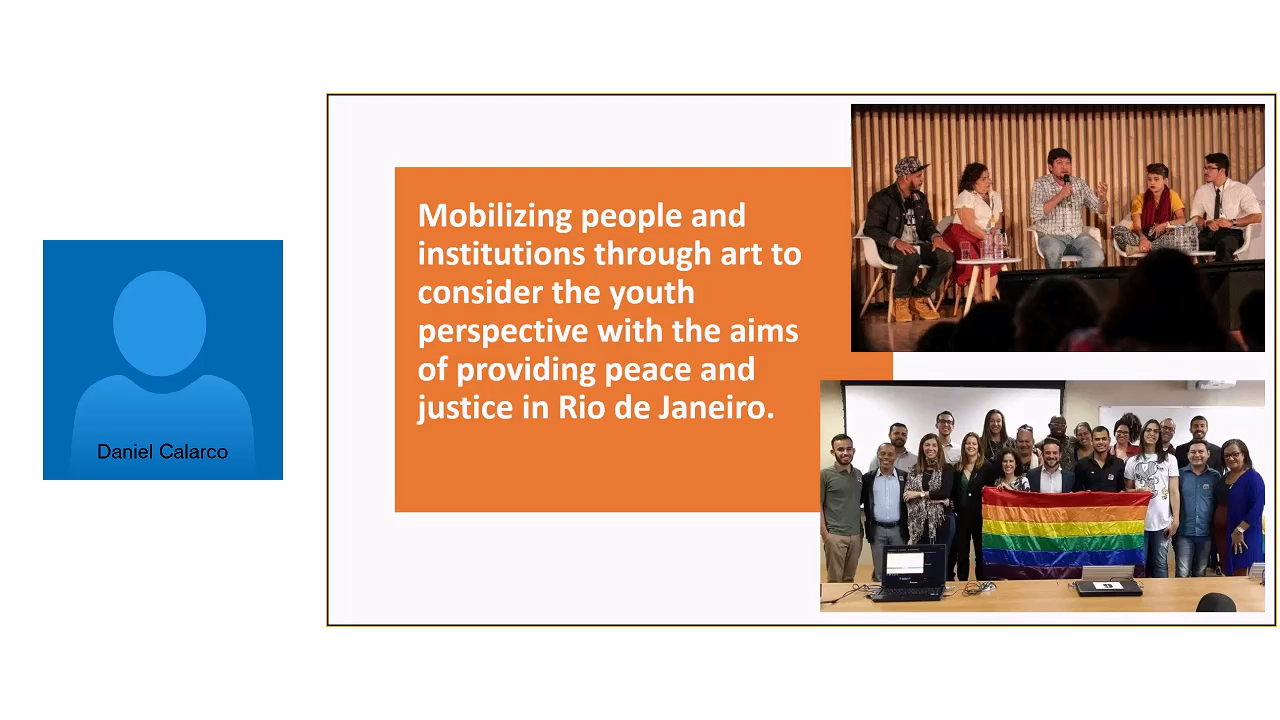 Mobilizing people and
institutions through art to
consider the youth
perspective with the aims
of providing peace and
justice in Rio de Janeiro.
Daniel Calarco